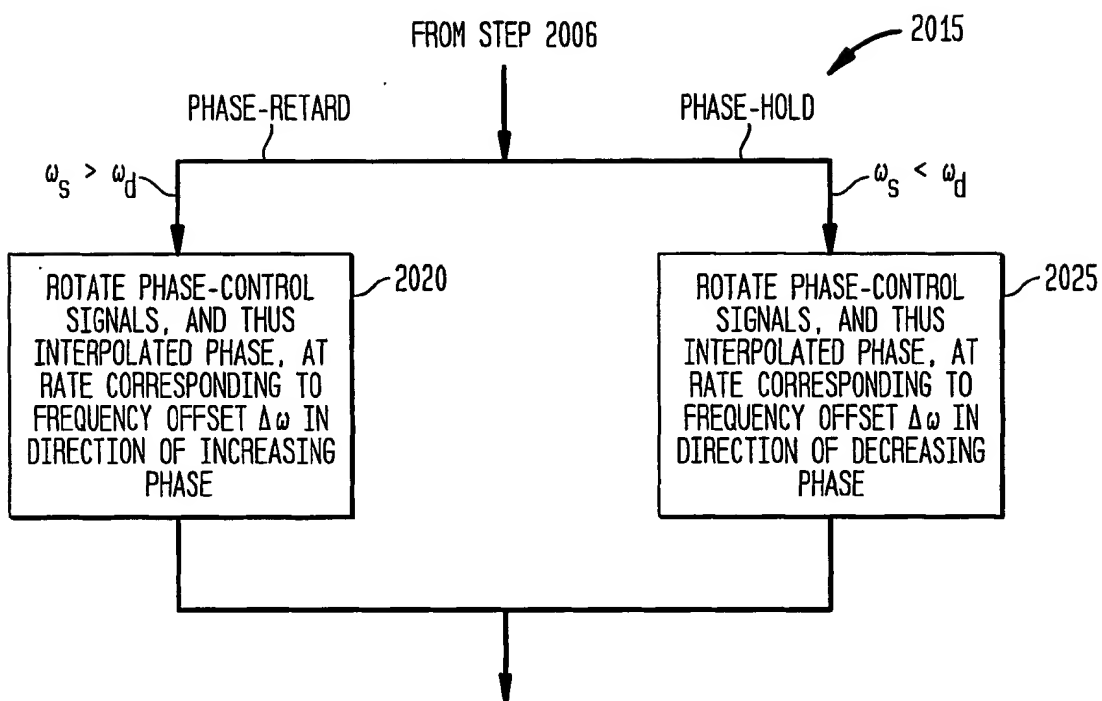 FROM STEP 2006
2015
PHASE-RETARD
PHASE-HOLD
ωs > ωd
ωs < ωd
ROTATE PHASE-CONTROL
SIGNALS, AND THUS
INTERPOLATED PHASE, AT
RATE CORRESPONDING TO
FREQUENCY OFFSET Δω IN
DIRECTION OF INCREASING
PHASE
2020
ROTATE PHASE-CONTROL
SIGNALS, AND THUS
INTERPOLATED PHASE, AT
RATE CORRESPONDING TO
FREQUENCY OFFSET Δω IN
DIRECTION OF DECREASING
PHASE
2025